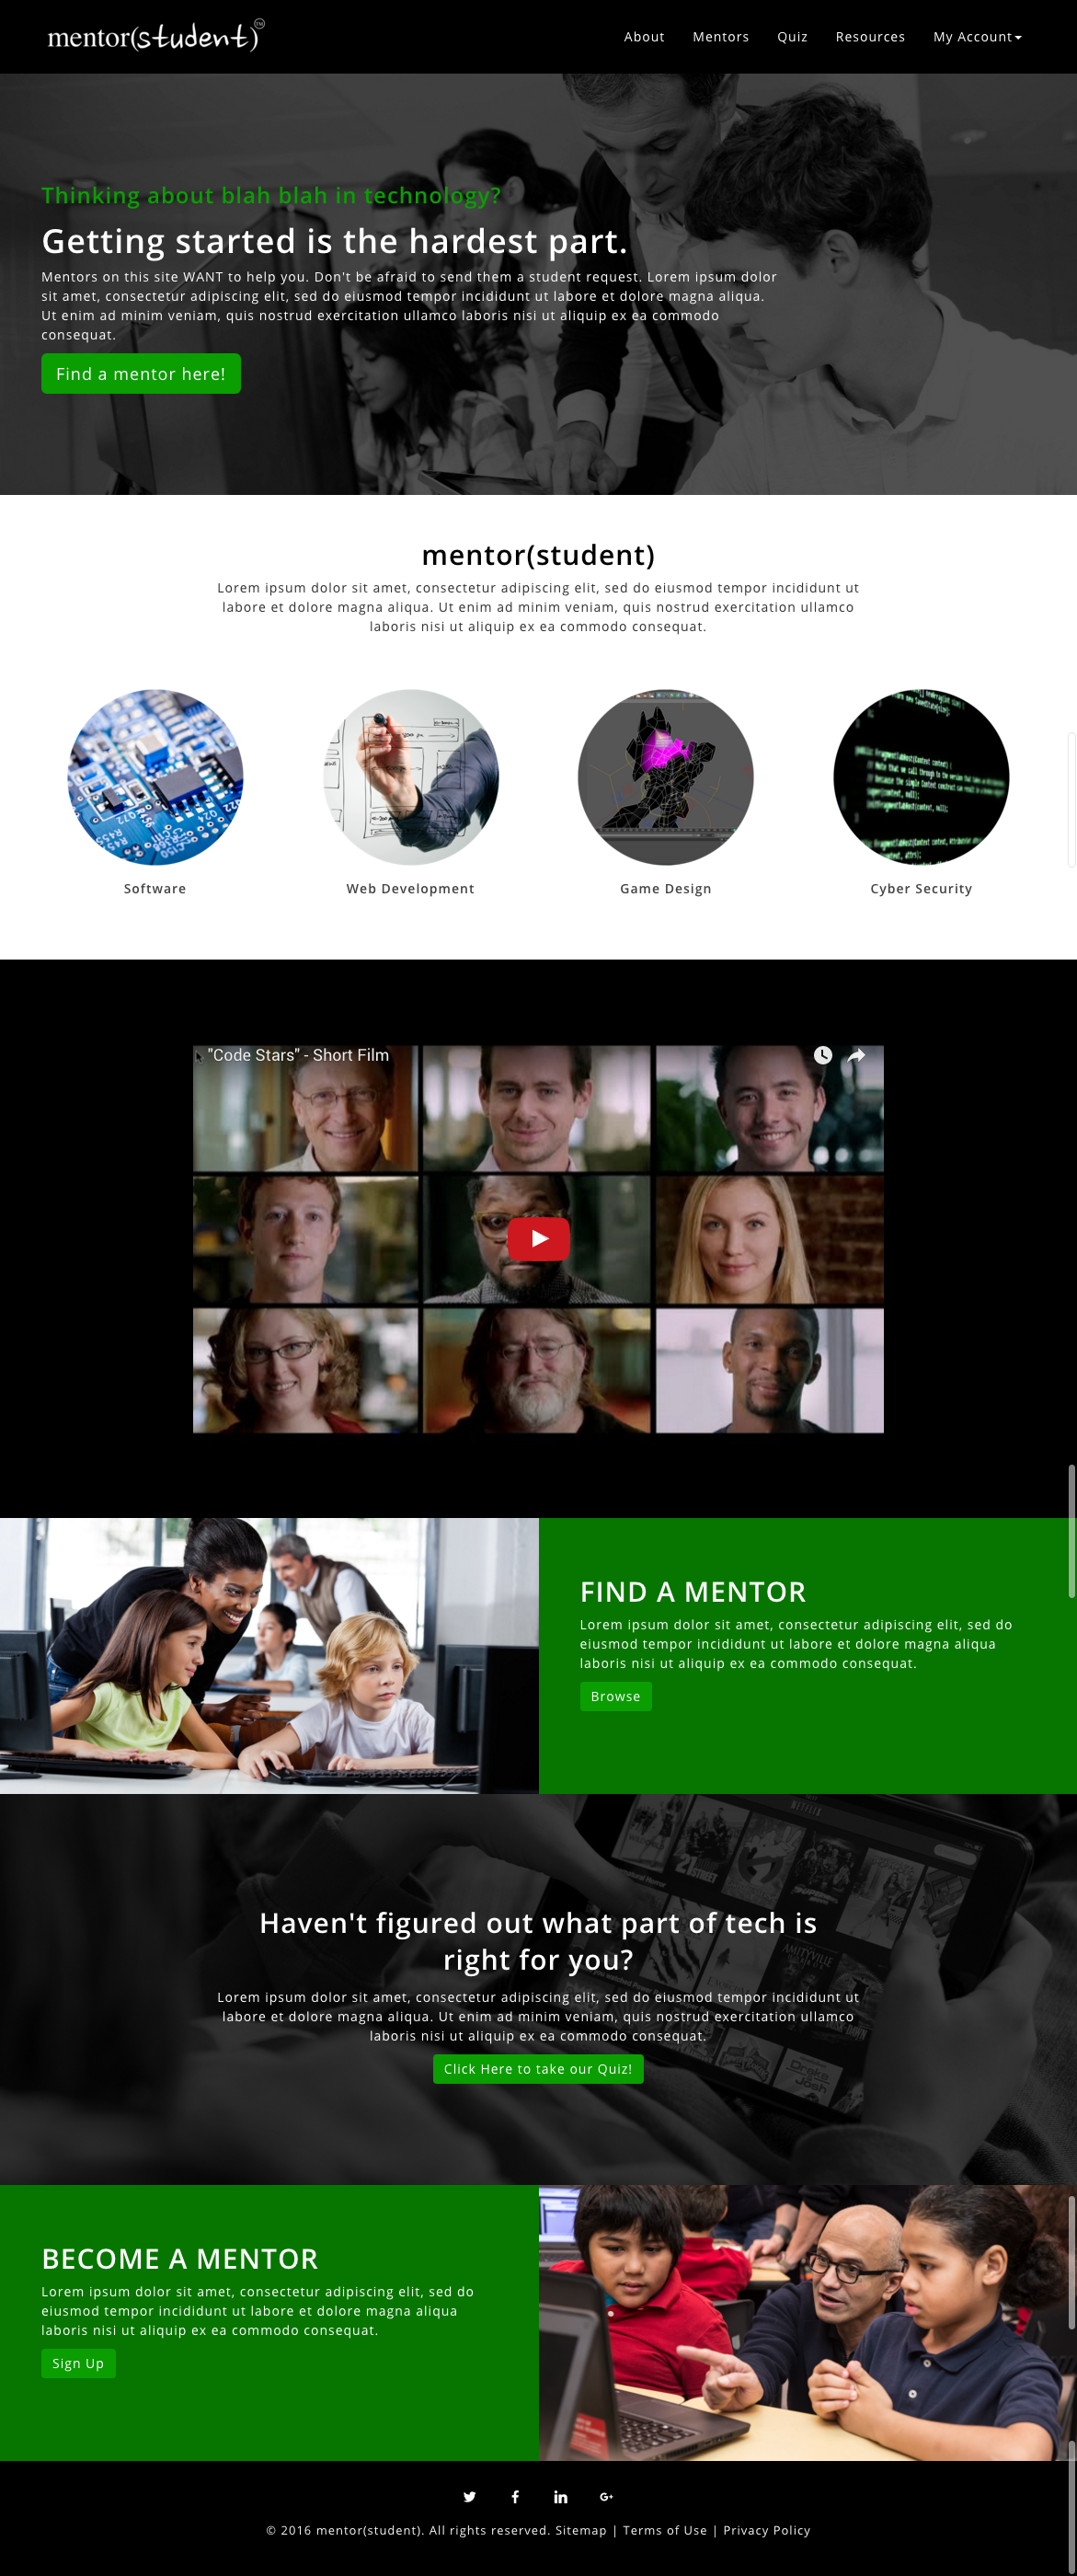 mentor(student)™
About Mentors Quiz Resources My Account
Thinking about blah blah in technology?
Getting started is the hardest part.
Mentors on this site WANT to help you. Don't be afraid to send them a student request. Lorem ipsum dolor
sit amet, consectetur adipiscing elit, sed do eiusmod tempor incididunt ut labore et dolore magna aliqua.
Ut enim ad minim veniam, quis nostrud exercitation ullamco laboris nisi ut aliquip ex ea commodo
consequat.
Find a mentor here!
mentor(student)
Lorem ipsum dolor sit amet, consectetur adipiscing elit, sed do eiusmod tempor incididunt ut
labore et dolore magna aliqua. Ut enim ad minim veniam, quis nostrud exercitation ullamco
laboris nisi ut aliquip ex ea commodo consequat.
Software
Web Development
Game Design
Cyber Security
"Code Stars" - Short Film
FIND A MENTOR
Lorem ipsum dolor sit amet, consectetur adipiscing elit, sed do
eiusmod tempor incididunt ut labore et dolore magna aliqua
laboris nisi ut aliquip ex ea commodo consequat.
Browse
Haven't figured out what part of tech is
right for you?
Lorem ipsum dolor sit amet, consectetur adipiscing elit, sed do eiusmod tempor incididunt ut
labore et dolore magna aliqua. Ut enim ad minim veniam, quis nostrud exercitation ullamco
laboris nisi ut aliquip ex ea commodo consequat.
Click Here to take our Quiz!
BECOME A MENTOR
Lorem ipsum dolor sit amet, consectetur adipiscing elit, sed do
eiusmod tempor incididunt ut labore et dolore magna aliqua
laboris nisi ut aliquip ex ea commodo consequat.
Sign Up
© 2016 mentor(student). All rights reserved. Sitemap | Terms of Use | Privacy Policy